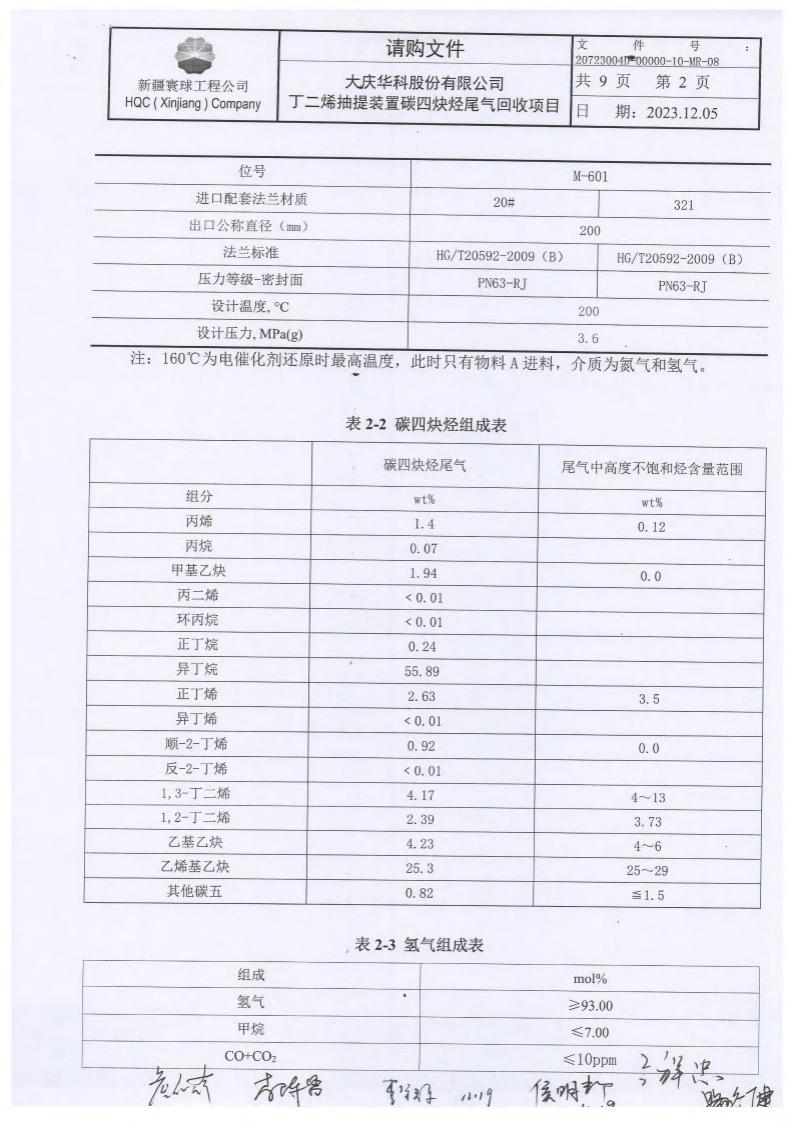 新疆寰球工程公司
HQC ( Xinjiang ) Company
请购文件
大庆华科股份有限公司
丁二烯抽提装置碳四炔烃尾气回收项目
文 件 号 :
20723004D-00000-10-MR-08
共 9 页 第 2 页
日 期: 2023.12.05
位号 M-601
进口配套法兰材质 20# 321
出口公称直径（mm） 200
法兰标准 HG/T20592-2009（B） HG/T20592-2009（B）
压力等级-密封面 PN63-RJ PN63-RJ
设计温度, °C 200
设计压力, MPa(g) 3.6
注：160℃为电催化剂还原时最高温度，此时只有物料 A 进料，介质为氮气和氢气。
表 2-2 碳四炔烃组成表
碳四炔烃尾气 尾气中高度不饱和烃含量范围
组分 wt% wt%
丙烯 1.4 0.12
丙烷 0.07
甲基乙炔 1.94 0.0
丙二烯 <0.01
环丙烷 <0.01
正丁烷 0.24
异丁烷 55.89
正丁烯 2.63 3.5
异丁烯 <0.01
顺-2-丁烯 0.92 0.0
反-2-丁烯 <0.01
1,3-丁二烯 4.17 4～13
1,2-丁二烯 2.39 3.73
乙基乙炔 4.23 4～6
乙烯基乙炔 25.3 25～29
其他碳五 0.82 ≦1.5
表 2-3 氢气组成表
组成 mol%
氢气 ≥93.00
甲烷 ≤7.00
CO+CO₂ ≤10ppm